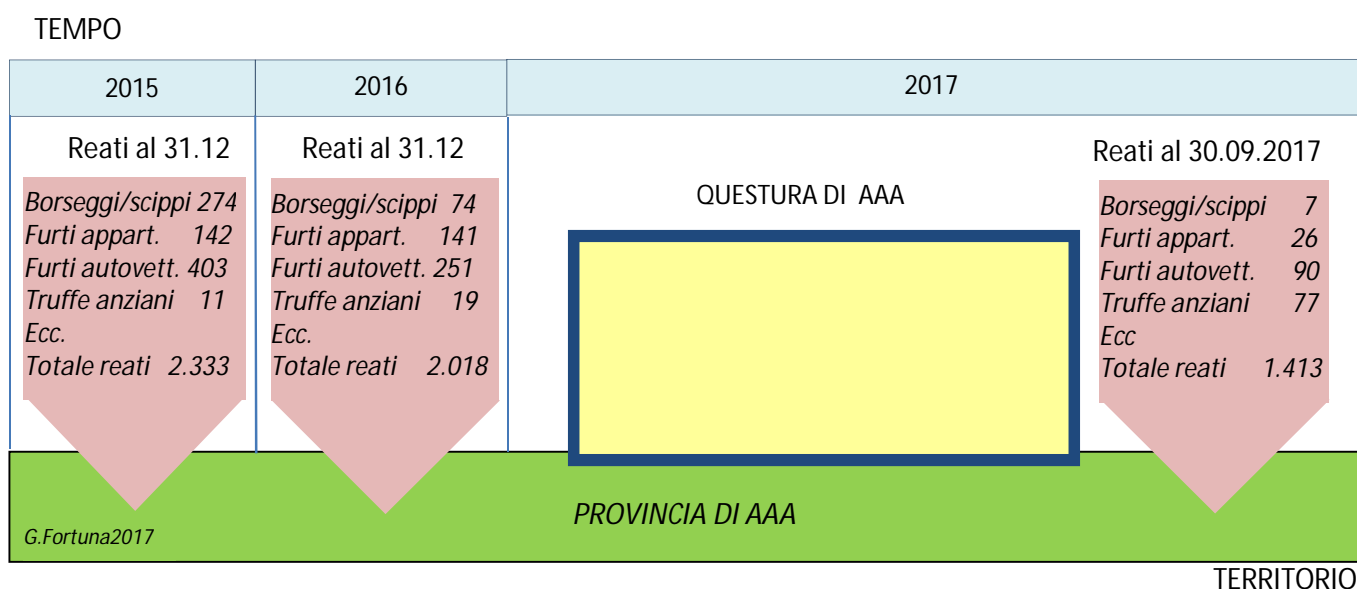 TEMPO
2015
2016
2017
Reati al 31.12
Borseggi/scippi 274
Furti appart. 142
Furti autovett. 403
Truffe anziani 11
Ecc.
Totale reati 2.333
Reati al 31.12
Borseggi/scippi 74
Furti appart. 141
Furti autovett. 251
Truffe anziani 19
Ecc.
Totale reati 2.018
QUESTURA DI AAA
Reati al 30.09.2017
Borseggi/scippi 7
Furti appart. 26
Furti autovett. 90
Truffe anziani 77
Ecc
Totale reati 1.413
PROVINCIA DI AAA
G.Fortuna2017
TERRITORIO